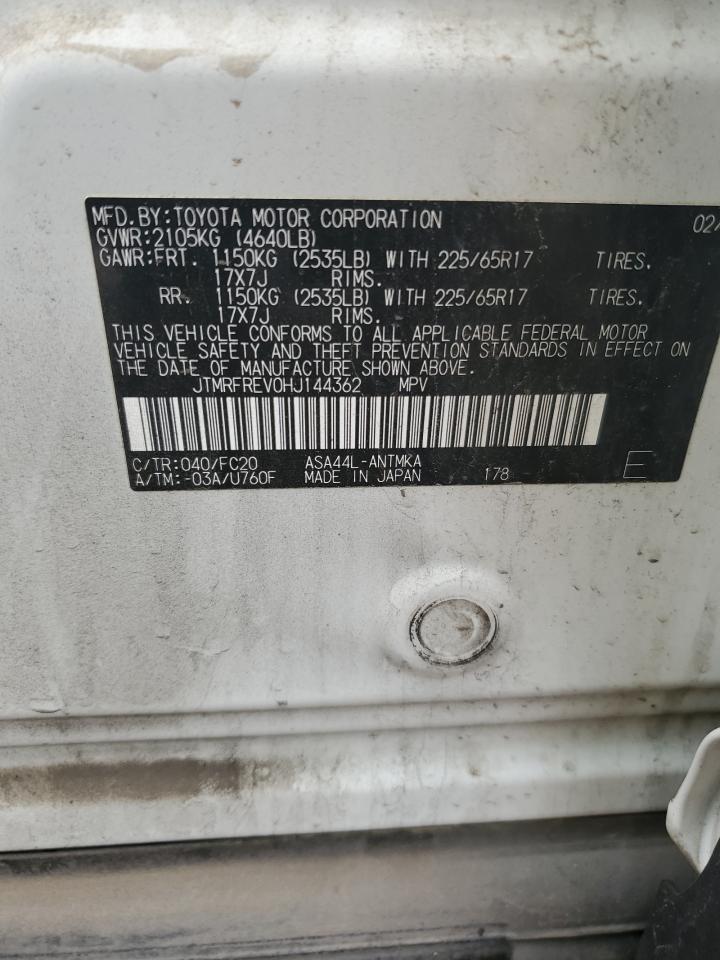 MFD.BY:TOYOTA MOTOR CORPORATION 02/
GVWR:2105KG (4640LB)
GAWR:FRT. 1150KG (2535LB) WITH 225/65R17 TIRES.
17X7J RIMS.
RR. 1150KG (2535LB) WITH 225/65R17 TIRES.
17X7J RIMS.
THIS VEHICLE CONFORMS TO ALL APPLICABLE FEDERAL MOTOR
VEHICLE SAFETY AND THEFT PREVENTION STANDARDS IN EFFECT ON
THE DATE OF MANUFACTURE SHOWN ABOVE.
JTMRFREV0HJ144362 MPV
C/TR:040/FC20 ASA44L-ANTMKA
A/TM:-03A/U760F MADE IN JAPAN 178 E